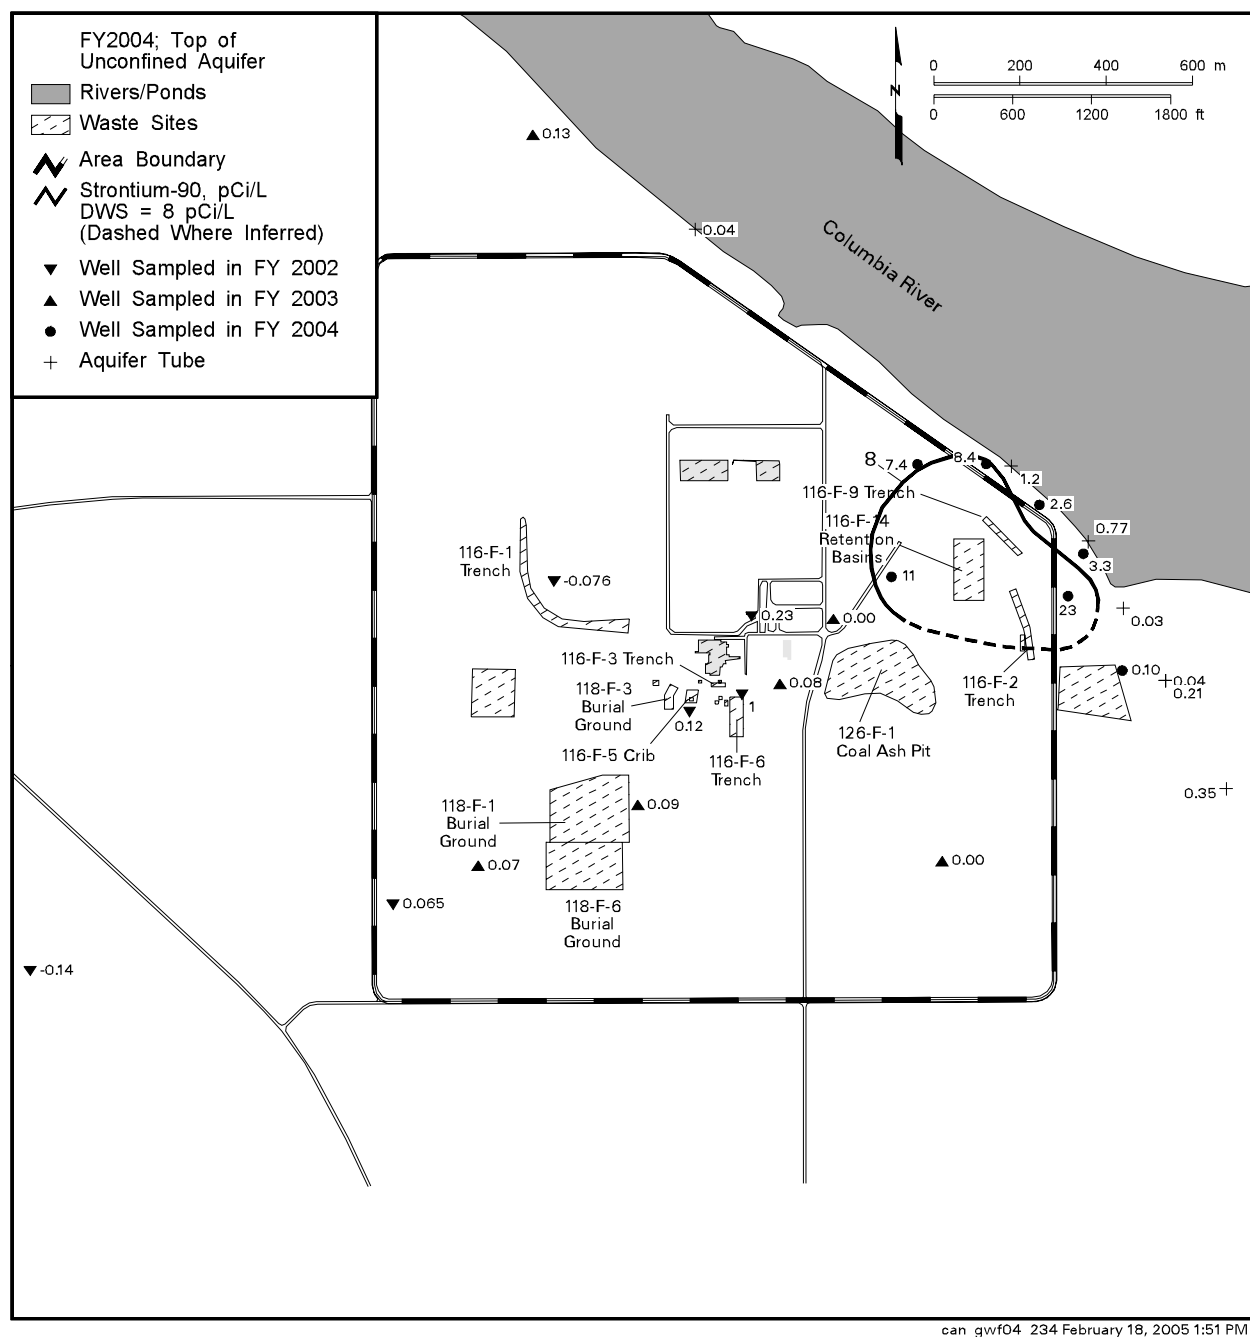 FY2004; Top of
Unconfined Aquifer
Rivers/Ponds
Waste Sites
Area Boundary
Strontium-90, pCi/L
DWS = 8 pCi/L
(Dashed Where Inferred)
Well Sampled in FY 2002
Well Sampled in FY 2003
Well Sampled in FY 2004
Aquifer Tube
N
0 200 400 600 m
0 600 1200 1800 ft
0.13
0.04
Columbia River
8
7.4
8.4
1.2
116-F-9 Trench
2.6
116-F-14
Retention
Basins
0.77
3.3
116-F-1
Trench
-0.076
11
23
0.03
0.23
0.00
116-F-3 Trench
0.08
118-F-3
Burial
Ground
0.12
1
116-F-2
Trench
0.10
0.04
0.21
116-F-5 Crib
116-F-6
Trench
126-F-1
Coal Ash Pit
0.35
118-F-1
Burial
Ground
0.09
0.07
0.00
0.065
118-F-6
Burial
Ground
-0.14
can_gwf04_234 February 18, 2005 1:51 PM